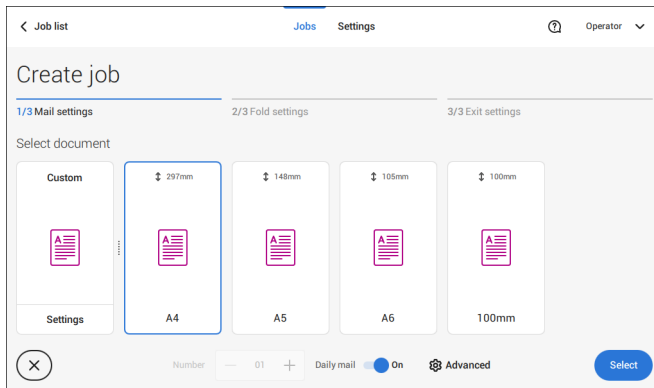 Job list
Jobs
Settings
Operator
Create job
1/3 Mail settings
2/3 Fold settings
3/3 Exit settings
Select document
Custom
A
Settings
297mm
A
A4
148mm
A
A5
105mm
A
A6
100mm
A
100mm
Number
01
Daily mail
On
Advanced
Select